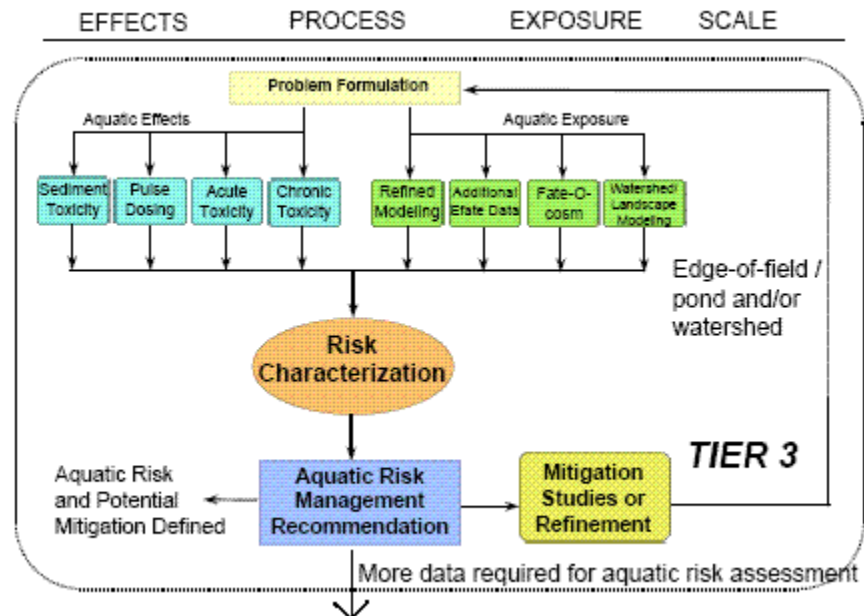 EFFECTS PROCESS EXPOSURE SCALE
Problem Formulation
Aquatic Effects
Aquatic Exposure
Sediment
Toxicity
Pulse
Dosing
Acute
Toxicity
Chronic
Toxicity
Refined
Modeling
Additional
Efate Data
Fate-O-
cosm
Watershed/
Landscape
Modeling
Edge-of-field /
pond and/or
watershed
Risk
Characterization
TIER 3
Aquatic Risk
and Potential
Mitigation Defined
Aquatic Risk
Management
Recommendation
Mitigation
Studies or
Refinement
More data required for aquatic risk assessment